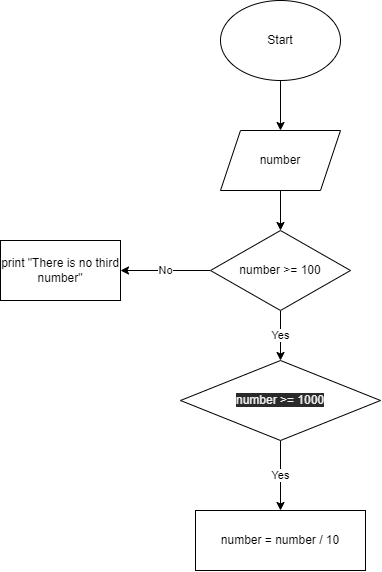 Start
number
number >= 100
No
print "There is no third
number"
Yes
number >= 1000
Yes
number = number / 10